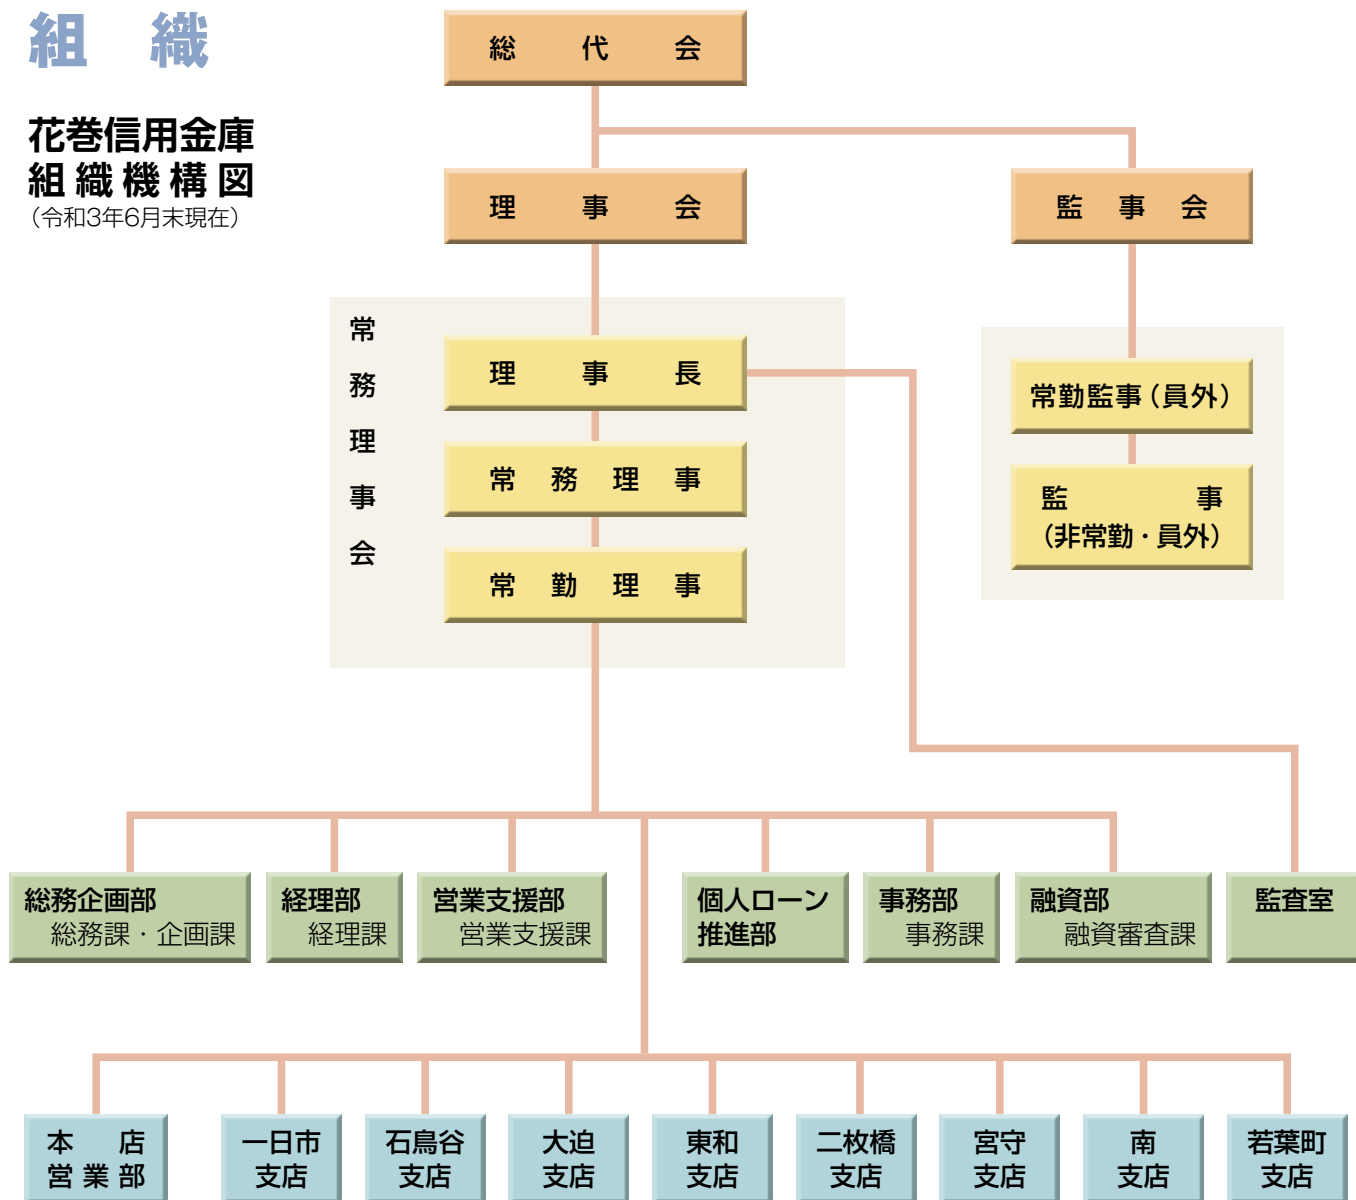 組織
花巻信用金庫
組織機構図
（令和3年6月末現在）
総代会
理事会
監事会
常務理事会
理事長
常務理事
常勤理事
常勤監事（員外）
監事
（非常勤・員外）
総務企画部
総務課・企画課
経理部
経理課
営業支援部
営業支援課
個人ローン
推進部
事務部
事務課
融資部
融資審査課
監査室
本店
営業部
一日市
支店
石鳥谷
支店
大迫
支店
東和
支店
二枚橋
支店
宮守
支店
南
支店
若葉町
支店